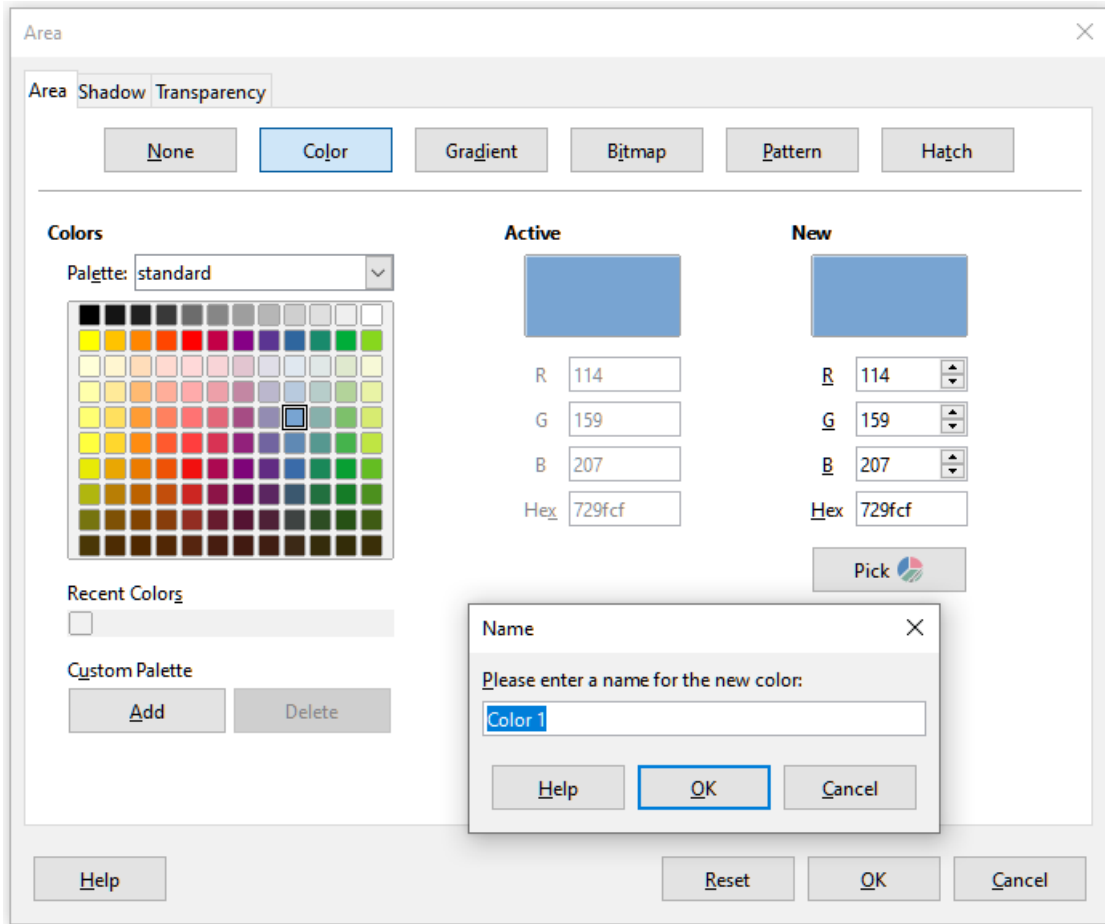 Area
Area Shadow Transparency
None Color Gradient Bitmap Pattern Hatch
Colors
Palette: standard
Recent Colors
Custom Palette
Add Delete
Active
R 114
G 159
B 207
Hex 729fcf
New
R 114
G 159
B 207
Hex 729fcf
Pick
Name
Please enter a name for the new color:
Color 1
Help OK Cancel
Help Reset OK Cancel